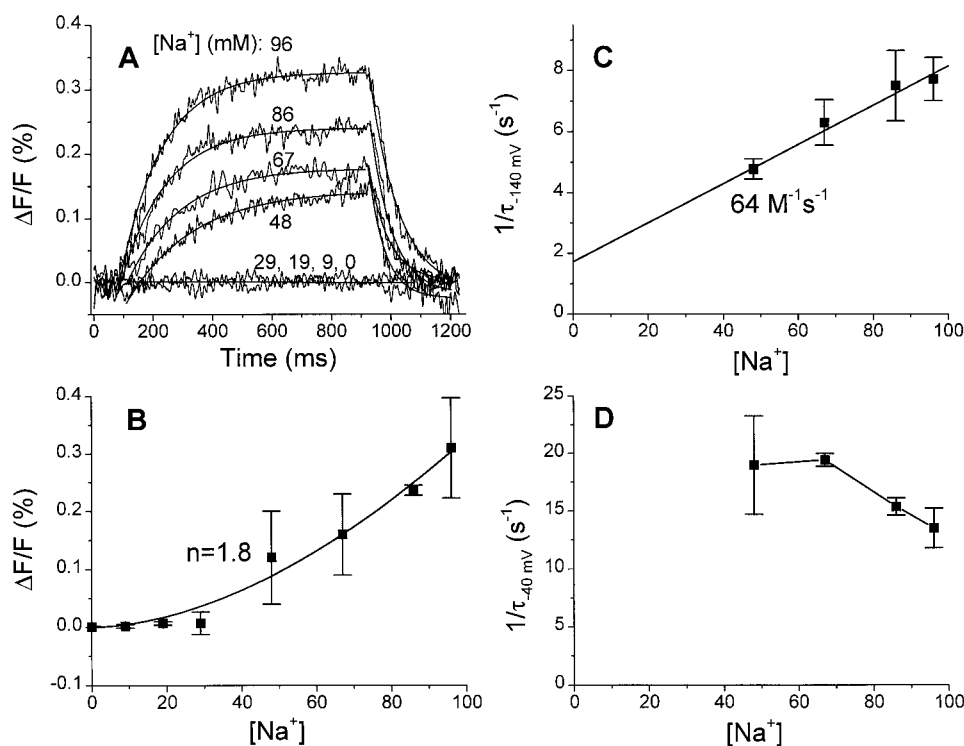 A
[Na⁺] (mM): 96
86
67
48
29, 19, 9, 0
0.4
0.3
0.2
0.1
0.0
ΔF/F (%)
0 200 400 600 800 1000 1200
Time (ms)
C
64 M⁻¹s⁻¹
8
6
4
2
0
1/τ₋₁₄₀ ₘV (s⁻¹)
0 20 40 60 80 100
[Na⁺]
B
n=1.8
0.4
0.3
0.2
0.1
0.0
-0.1
ΔF/F (%)
0 20 40 60 80 100
[Na⁺]
D
25
20
15
10
5
0
1/τ₋₄₀ ₘV (s⁻¹)
0 20 40 60 80 100
[Na⁺]